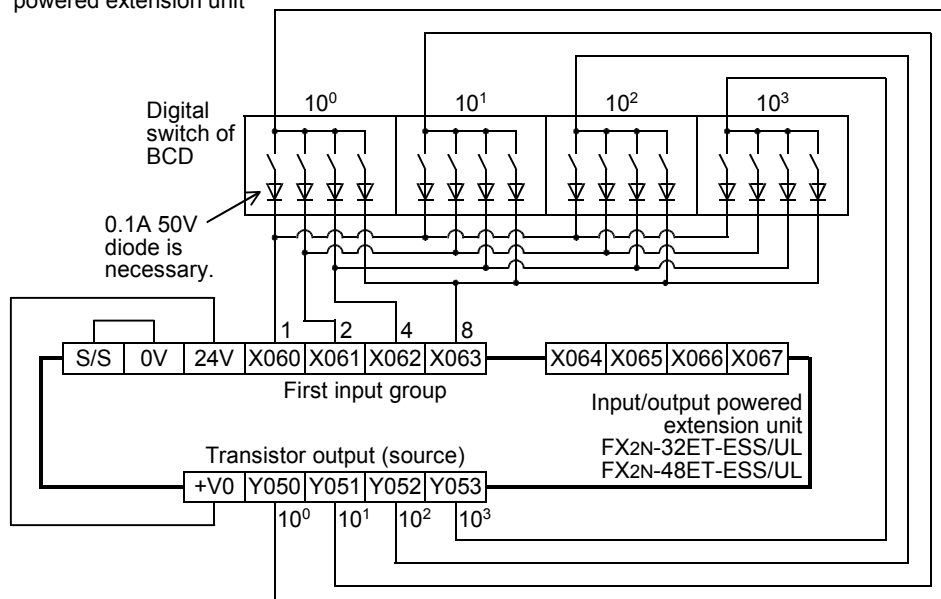 powered extension unit
10⁰ 10¹ 10² 10³
Digital
switch of
BCD
0.1A 50V
diode is
necessary.
1 2 4 8
S/S 0V 24V X060 X061 X062 X063 X064 X065 X066 X067
First input group
Input/output powered
extension unit
FX2N-32ET-ESS/UL
FX2N-48ET-ESS/UL
Transistor output (source)
+V0 Y050 Y051 Y052 Y053
10⁰ 10¹ 10² 10³